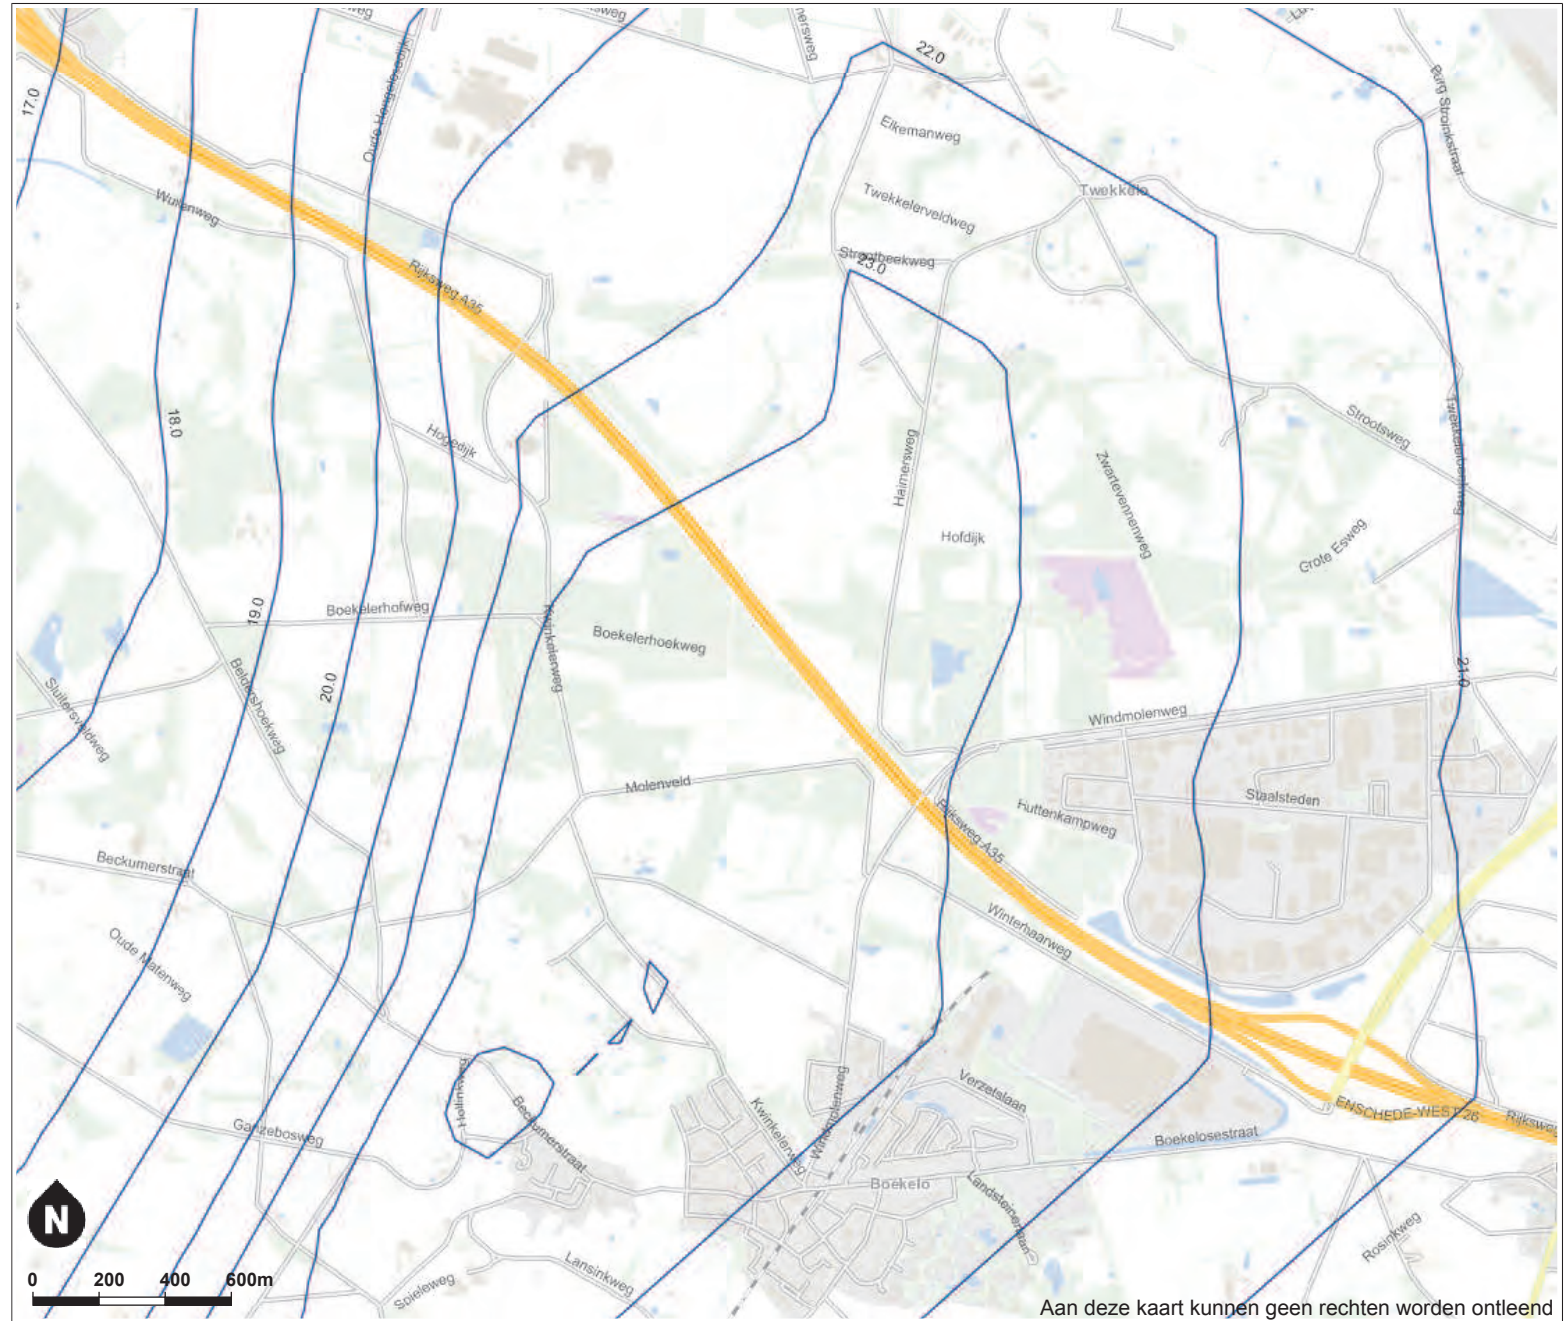 22.0
17.0
Oude Hengelosedijk
Burg Stroinkstraat
Elkemanweg
Twekkelo
Twekkelerveldweg
Wullenweg
Strootbeekweg
23.0
Rijksweg A35
18.0
Hogedijk
Haimersweg
Strootsweg
Twekkelerbeekweg
Zwartevennenweg
Hofdijk
Grote Esweg
19.0
Boekelerhofweg
Kwinkelerweg
Boekelerhoekweg
20.0
Beldershoekweg
21.0
Sluitersveldweg
Windmolenweg
Molenveld
Staalsteden
Huttenkampweg
Rijksweg A35
Beckumerstraat
Winterhaarweg
Oude Matenweg
Hollinkweg
Verzetslaan
Beckumerstraat
Kwinkelerweg
Windmolenweg
ENSCHEDE-WEST 26
Rijksweg
Ganzebosweg
Boekelosestraat
Boekelo
Landsteinerlaan
N
Rosinkweg
Lansinkweg
Spieleweg
0 200 400 600m
Aan deze kaart kunnen geen rechten worden ontleend